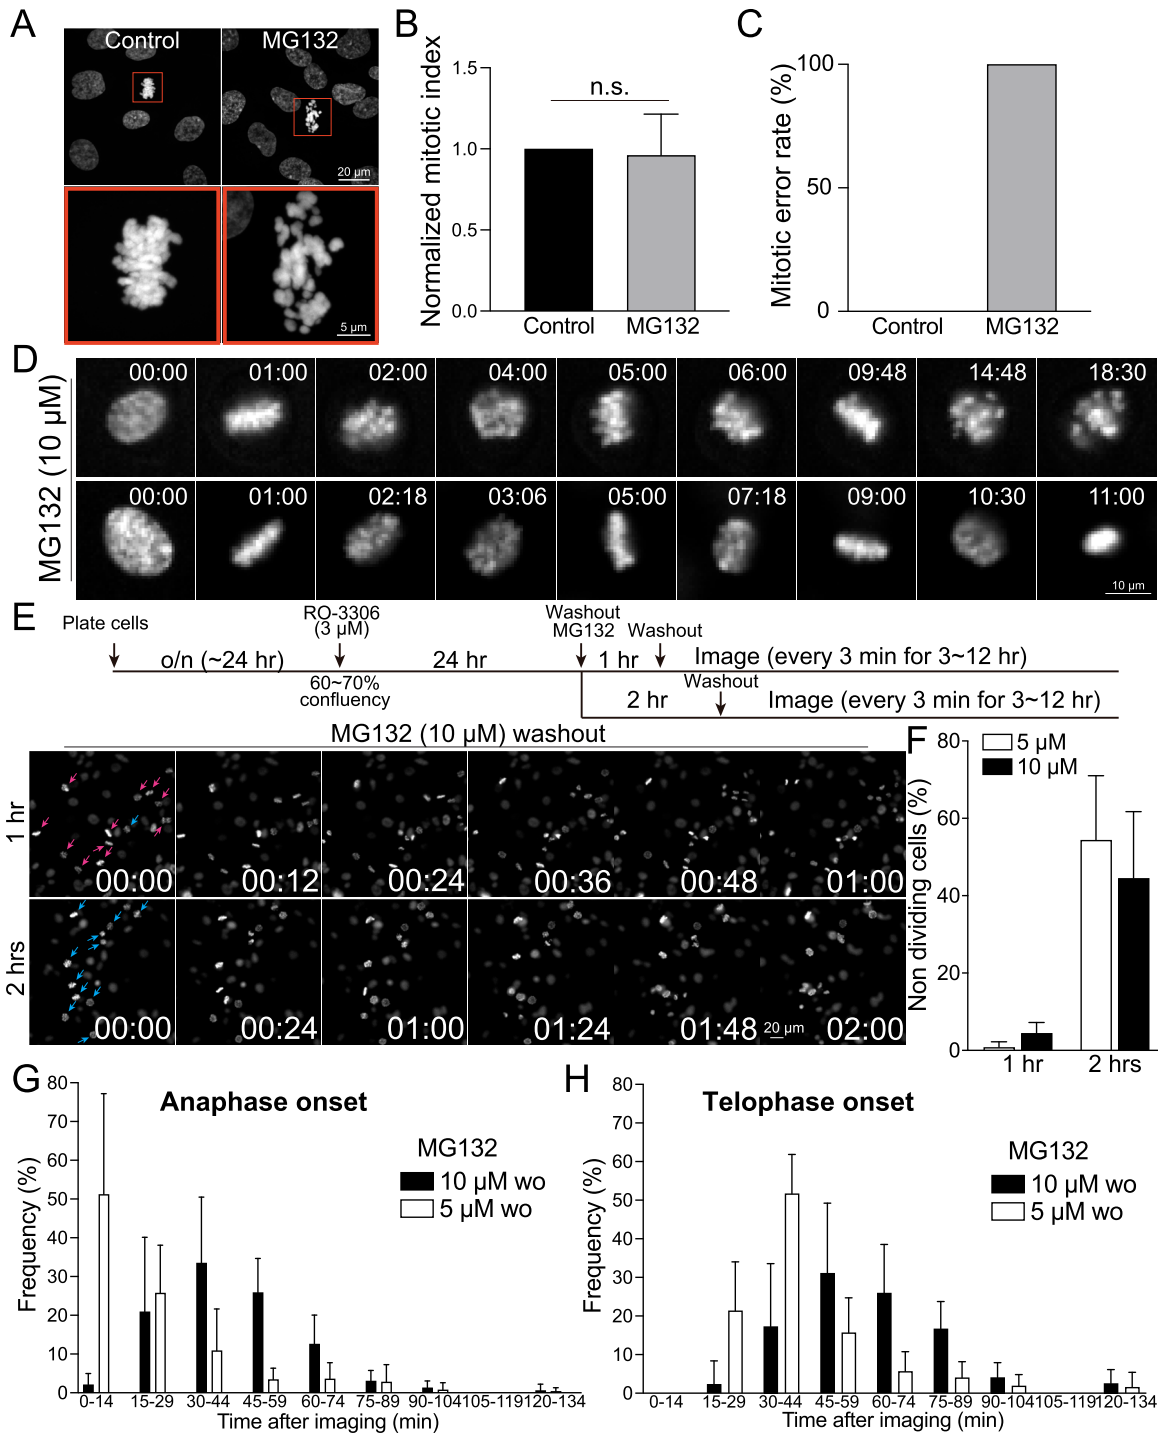 A
Control
MG132
20 µm
5 µm
B
Normalized mitotic index
1.5
1.0
0.5
0.0
n.s.
Control
MG132
C
Mitotic error rate (%)
100
50
0
Control
MG132
D
MG132 (10 µM)
00:00
01:00
02:00
04:00
05:00
06:00
09:48
14:48
18:30
00:00
01:00
02:18
03:06
05:00
07:18
09:00
10:30
11:00
10 µm
E
Plate cells
o/n (~24 hr)
RO-3306
(3 µM)
60~70%
confluency
24 hr
Washout
MG132
1 hr
Washout
Image (every 3 min for 3~12 hr)
2 hr
Washout
Image (every 3 min for 3~12 hr)
MG132 (10 µM) washout
1 hr
00:00
00:12
00:24
00:36
00:48
01:00
2 hrs
00:00
00:24
01:00
01:24
01:48
20 µm
02:00
F
Non dividing cells (%)
80
60
40
20
0
5 µM
10 µM
1 hr
2 hrs
G
Anaphase onset
Frequency (%)
80
70
60
50
40
30
20
10
0
MG132
10 µM wo
5 µM wo
0-14
15-29
30-44
45-59
60-74
75-89
90-104
105-119
120-134
Time after imaging (min)
H
Telophase onset
Frequency (%)
80
70
60
50
40
30
20
10
0
MG132
10 µM wo
5 µM wo
0-14
15-29
30-44
45-59
60-74
75-89
90-104
105-119
120-134
Time after imaging (min)